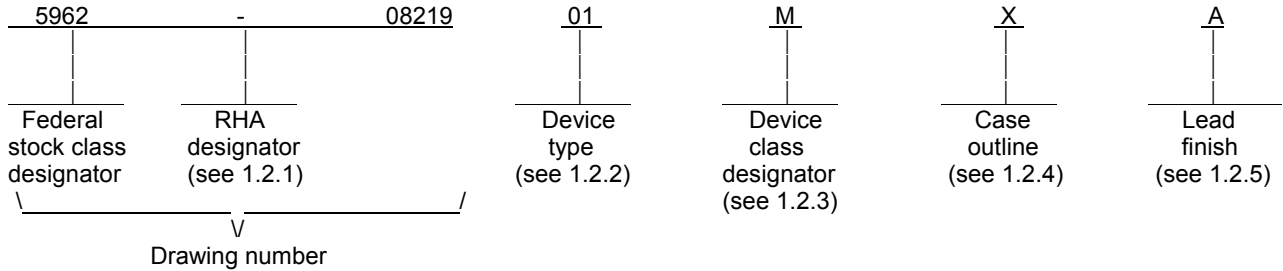 5962 - 08219 01 M X A
Federal stock class designator
RHA designator (see 1.2.1)
Device type (see 1.2.2)
Device class designator (see 1.2.3)
Case outline (see 1.2.4)
Lead finish (see 1.2.5)
Drawing number